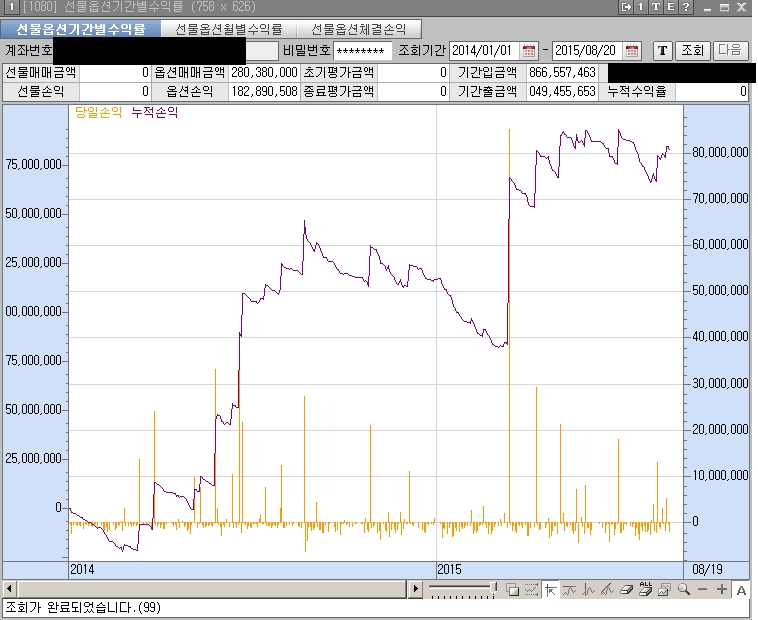 1 [1080] 선물옵션기간별수익률 (758 x 626) 1 T E ?
선물옵션기간별수익률 선물옵션월별수익률 선물옵션체결손익
계좌번호 비밀번호 ******** 조회기간 2014/01/01 - 2015/08/20 T 조회 다음
선물매매금액 0 옵션매매금액 280,380,000 초기평가금액 0 기간입금액 866,557,463
선물손익 0 옵션손익 182,890,508 종료평가금액 0 기간출금액 049,455,653 누적수익률 0
당일손익 누적손익
75,000,000 80,000,000
70,000,000
50,000,000 60,000,000
25,000,000 50,000,000
00,000,000 40,000,000
75,000,000 30,000,000
50,000,000 20,000,000
25,000,000 10,000,000
0 0
2014 2015 08/19
ALL A
조회가 완료되었습니다.(99)